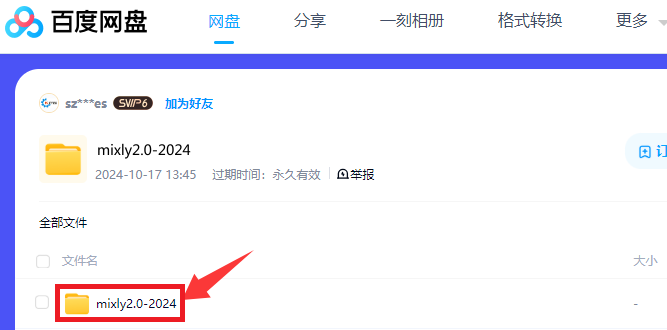 百度网盘 网盘 分享 一刻相册 格式转换 更多
sz***es SVIP6 加为好友
mixly2.0-2024
订
2024-10-17 13:45 过期时间：永久有效 举报
全部文件
文件名 大小
mixly2.0-2024 -